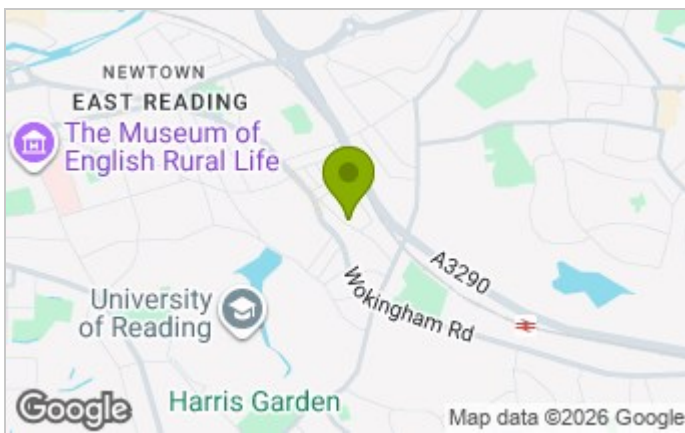 NEWTOWN
EAST READING
The Museum of
English Rural Life
A3290
Wokingham Rd
University
of Reading
Harris Garden
Google
Map data ©2026 Google